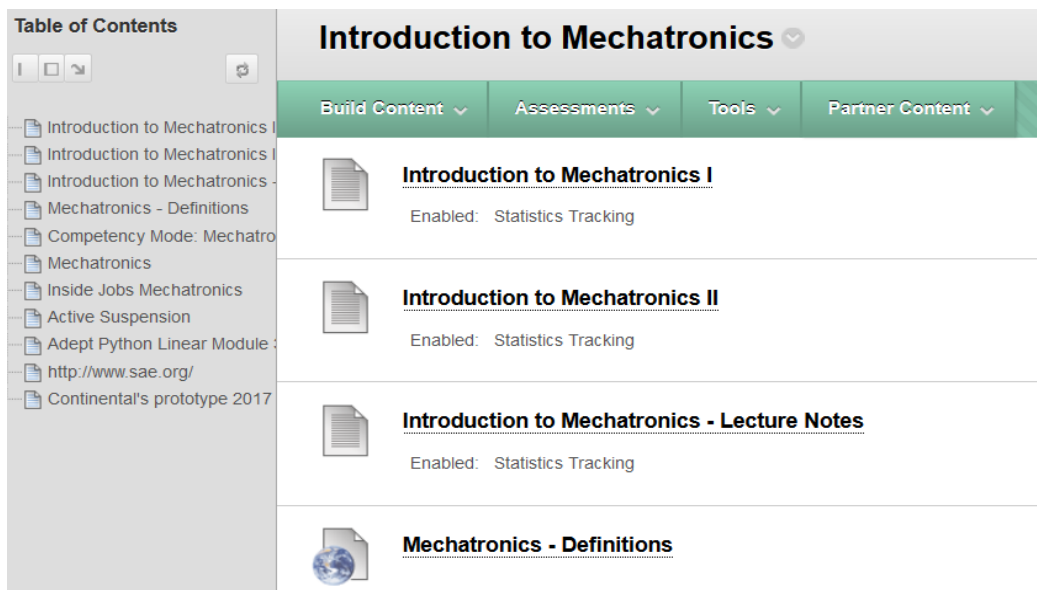 Table of Contents
Introduction to Mechatronics I
Introduction to Mechatronics I
Introduction to Mechatronics -
Mechatronics - Definitions
Competency Mode: Mechatro
Mechatronics
Inside Jobs Mechatronics
Active Suspension
Adept Python Linear Module
http://www.sae.org/
Continental's prototype 2017
Introduction to Mechatronics
Build Content
Assessments
Tools
Partner Content
Introduction to Mechatronics I
Enabled: Statistics Tracking
Introduction to Mechatronics II
Enabled: Statistics Tracking
Introduction to Mechatronics - Lecture Notes
Enabled: Statistics Tracking
Mechatronics - Definitions